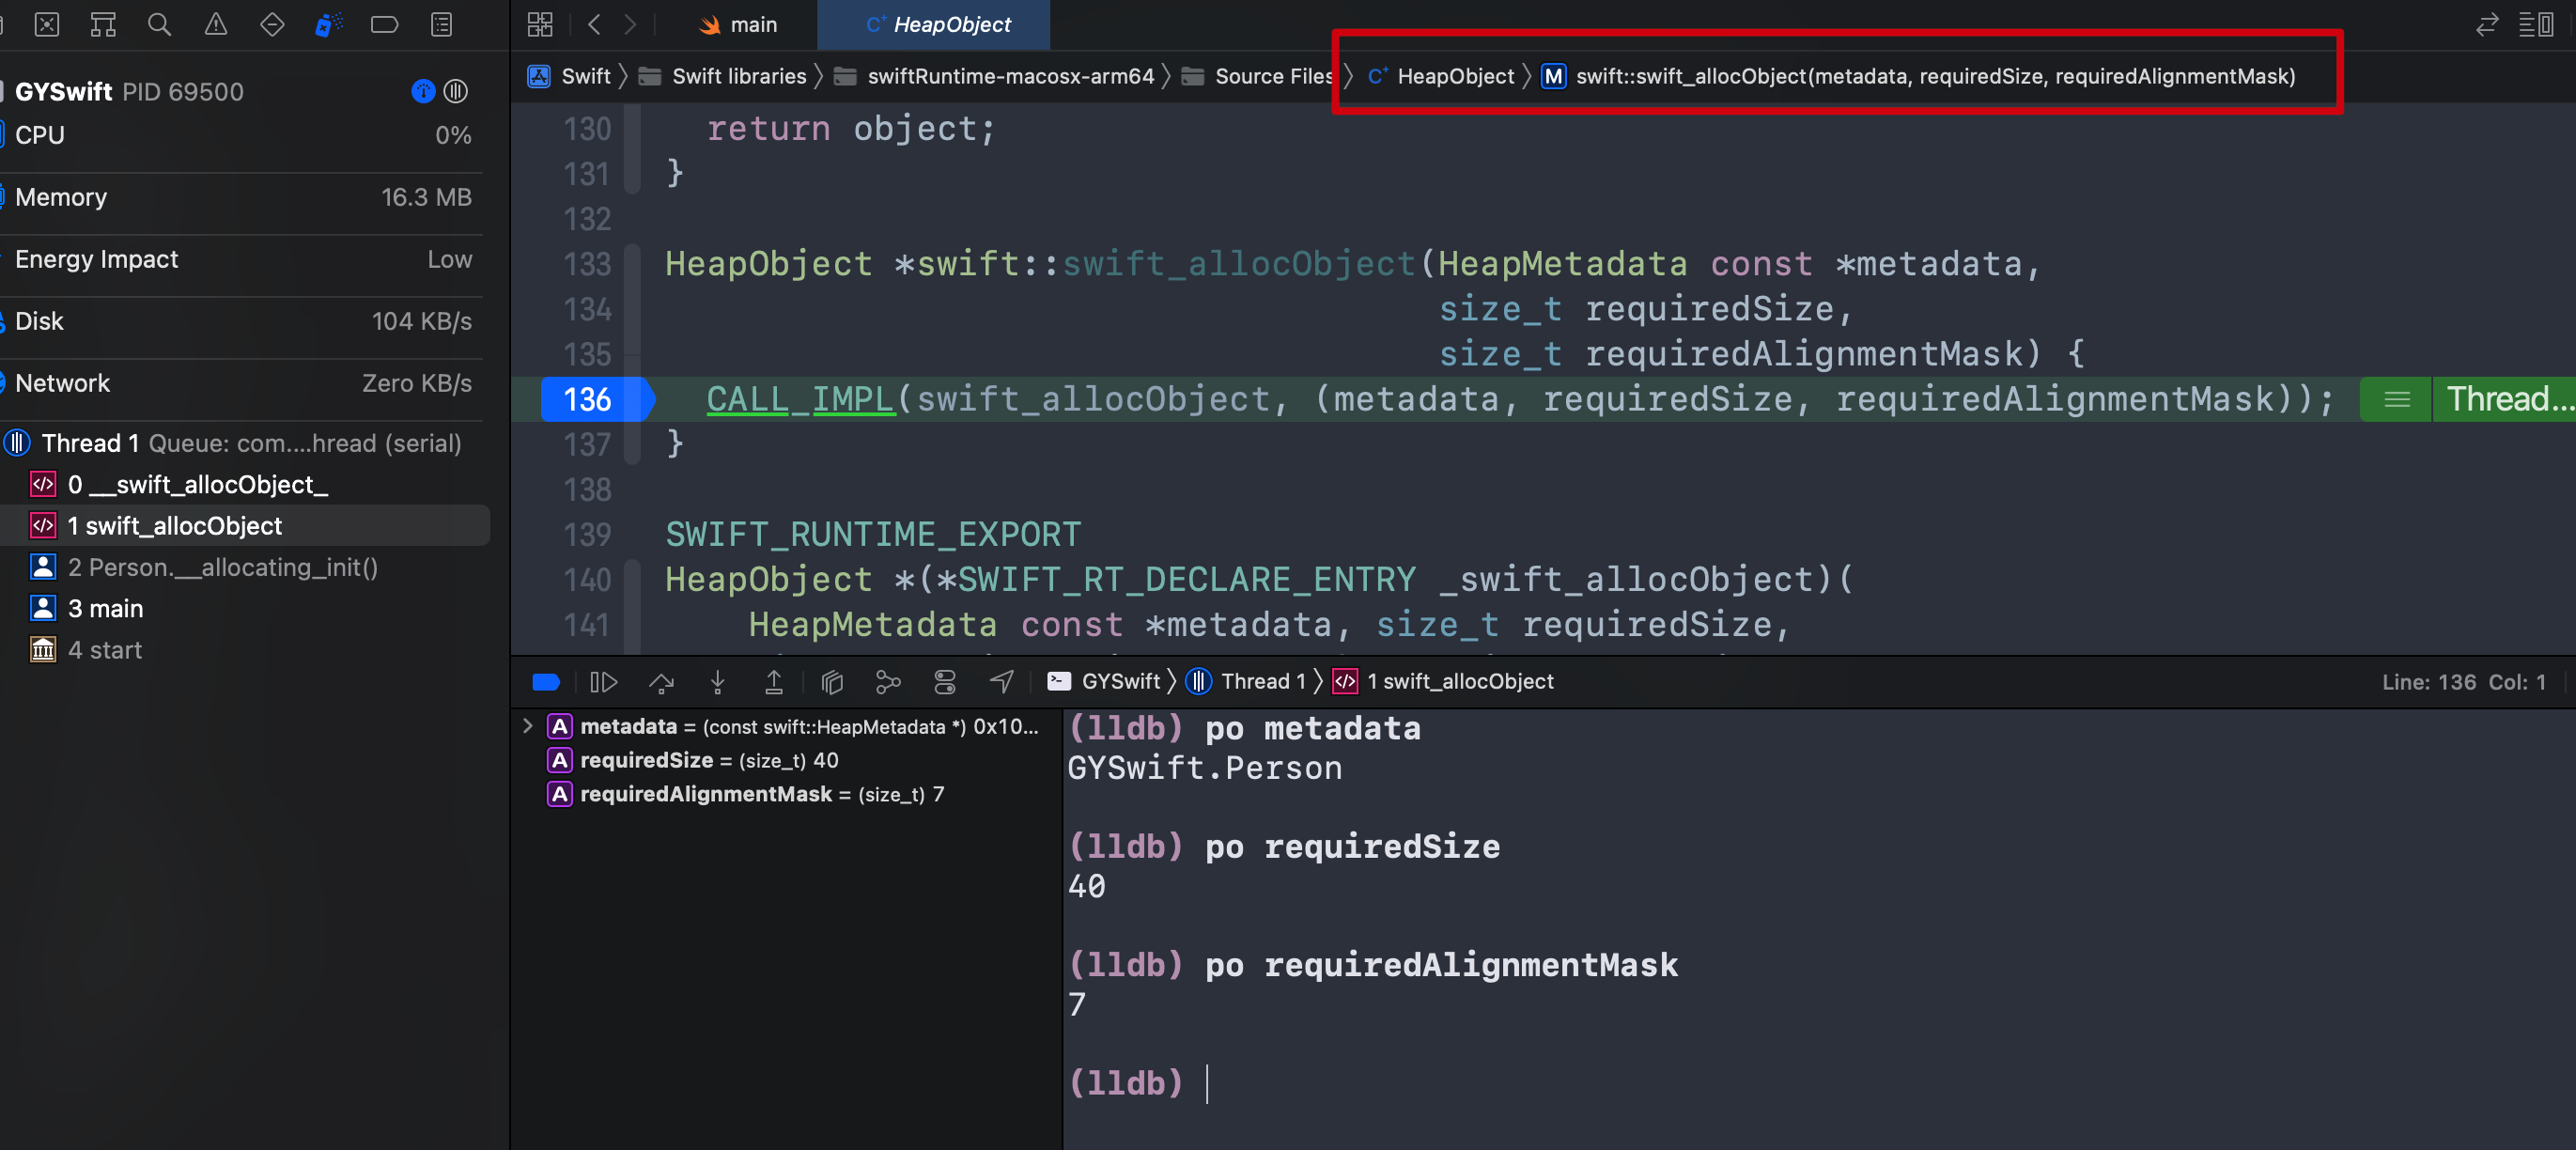 main
HeapObject
Swift
Swift libraries
swiftRuntime-macosx-arm64
Source Files
HeapObject
M
swift::swift_allocObject(metadata, requiredSize, requiredAlignmentMask)
GYSwift PID 69500
CPU 0%
Memory 16.3 MB
Energy Impact Low
Disk 104 KB/s
Network Zero KB/s
Thread 1 Queue: com....hread (serial)
0 __swift_allocObject_
1 swift_allocObject
2 Person.__allocating_init()
3 main
4 start
130 return object;
131 }
132
133 HeapObject *swift::swift_allocObject(HeapMetadata const *metadata,
134 size_t requiredSize,
135 size_t requiredAlignmentMask) {
136 CALL_IMPL(swift_allocObject, (metadata, requiredSize, requiredAlignmentMask));
Thread...
137 }
138
139 SWIFT_RUNTIME_EXPORT
140 HeapObject *(*SWIFT_RT_DECLARE_ENTRY _swift_allocObject)(
141 HeapMetadata const *metadata, size_t requiredSize,
GYSwift
Thread 1
1 swift_allocObject
Line: 136 Col: 1
A metadata = (const swift::HeapMetadata *) 0x10...
A requiredSize = (size_t) 40
A requiredAlignmentMask = (size_t) 7
(lldb) po metadata
GYSwift.Person
(lldb) po requiredSize
40
(lldb) po requiredAlignmentMask
7
(lldb)